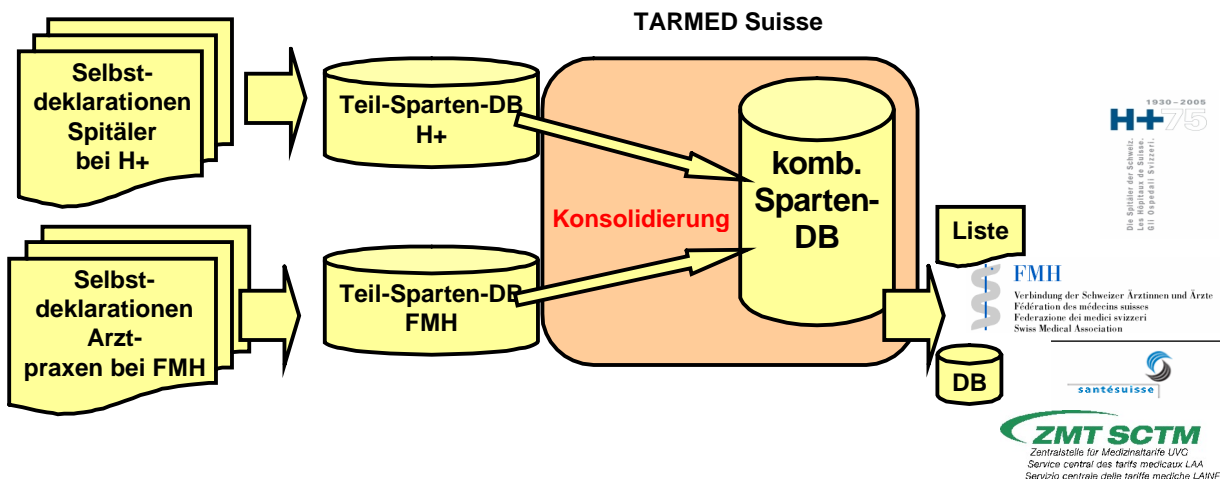 TARMED Suisse
Selbst-
deklarationen
Spitäler
bei H+
Teil-Sparten-DB
H+
komb.
Sparten-
DB
Konsolidierung
Selbst-
deklarationen
Arzt-
praxen bei FMH
Teil-Sparten-DB
FMH
Liste
DB
1930–2005
H+75
Die Spitäler der Schweiz.
Les Hôpitaux de Suisse.
Gli Ospedali Svizzeri.
FMH
Verbindung der Schweizer Ärztinnen und Ärzte
Fédération des médecins suisses
Federazione dei medici svizzeri
Swiss Medical Association
santésuisse
ZMT SCTM
Zentralstelle für Medizinaltarife UVG
Service central des tarifs medicaux LAA
Servizio centrale delle tariffe mediche LAINF